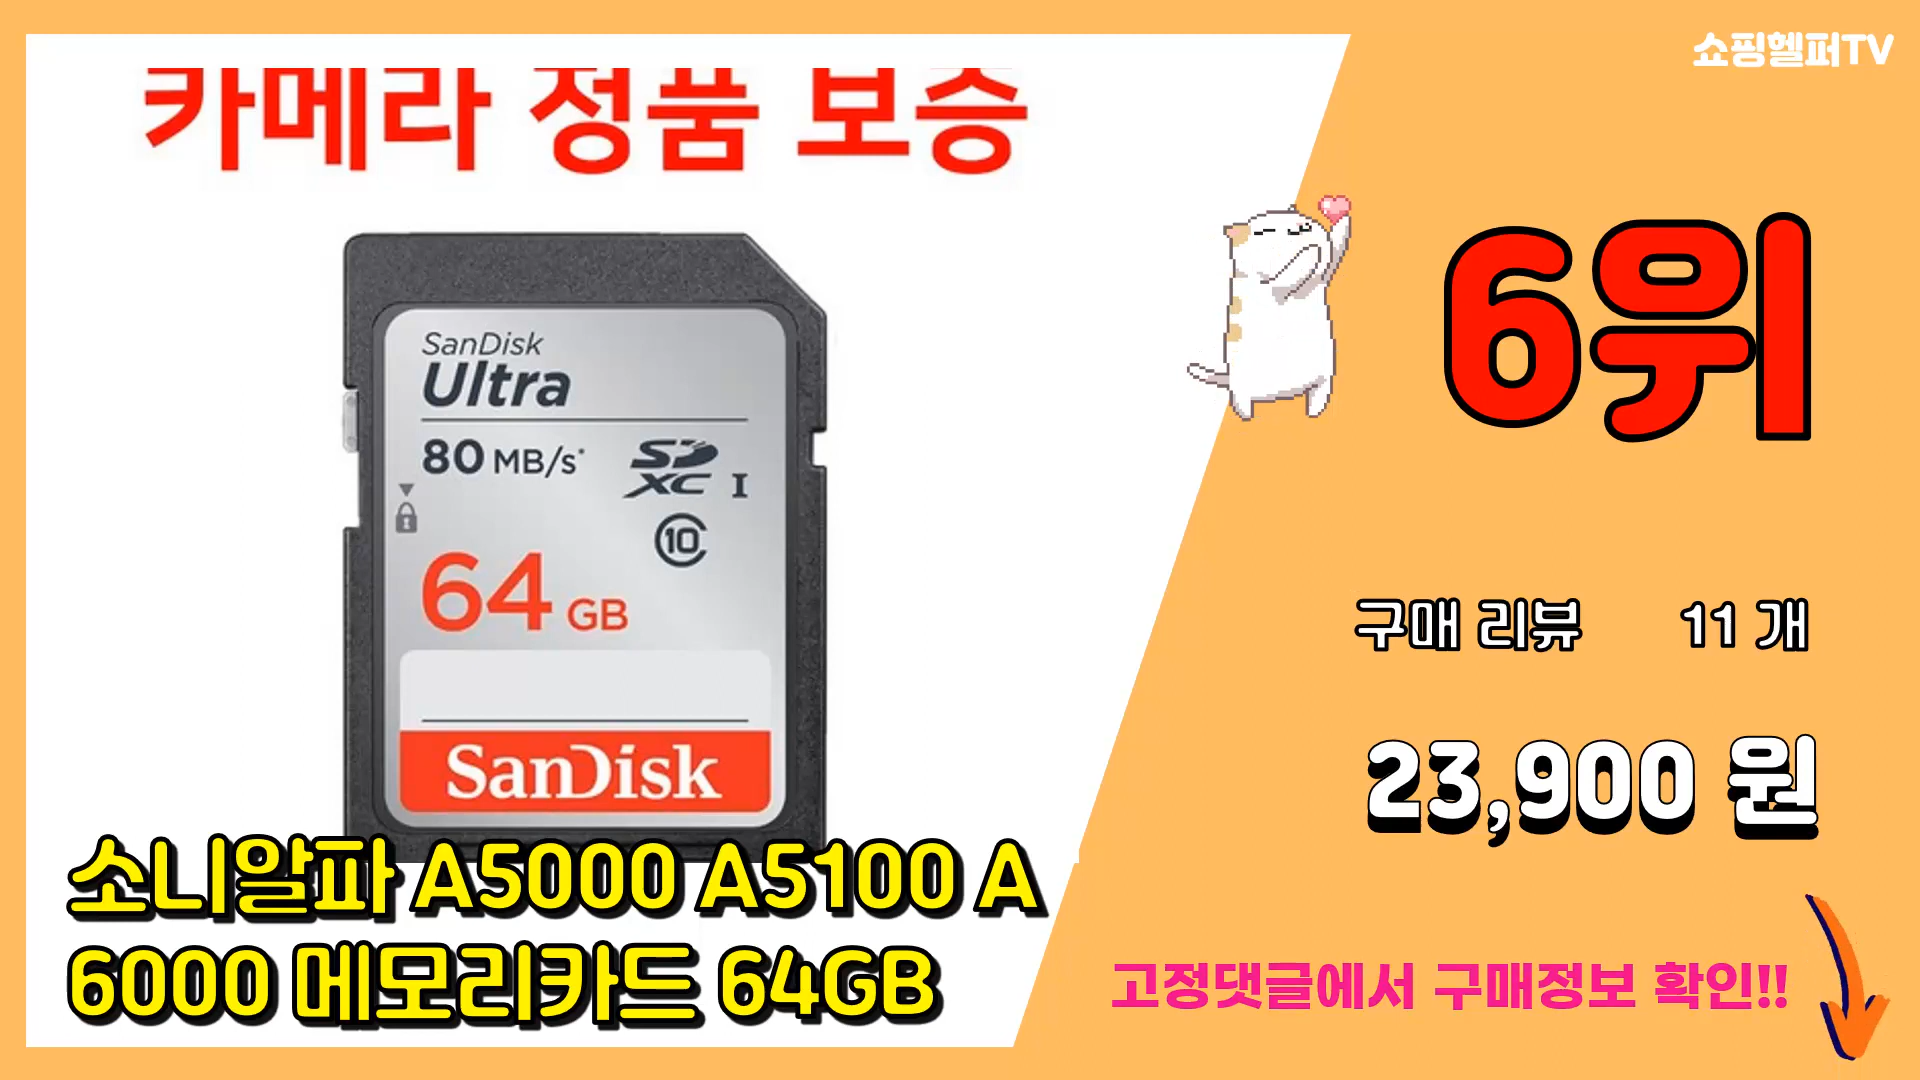 쇼핑헬퍼TV
카메라 정품 보증
SanDisk
Ultra
80 MB/s*
SD
XC I
10
64 GB
SanDisk
소니알파 A5000 A5100 A
6000 메모리카드 64GB
6위
구매 리뷰 11 개
23,900 원
고정댓글에서 구매정보 확인!!